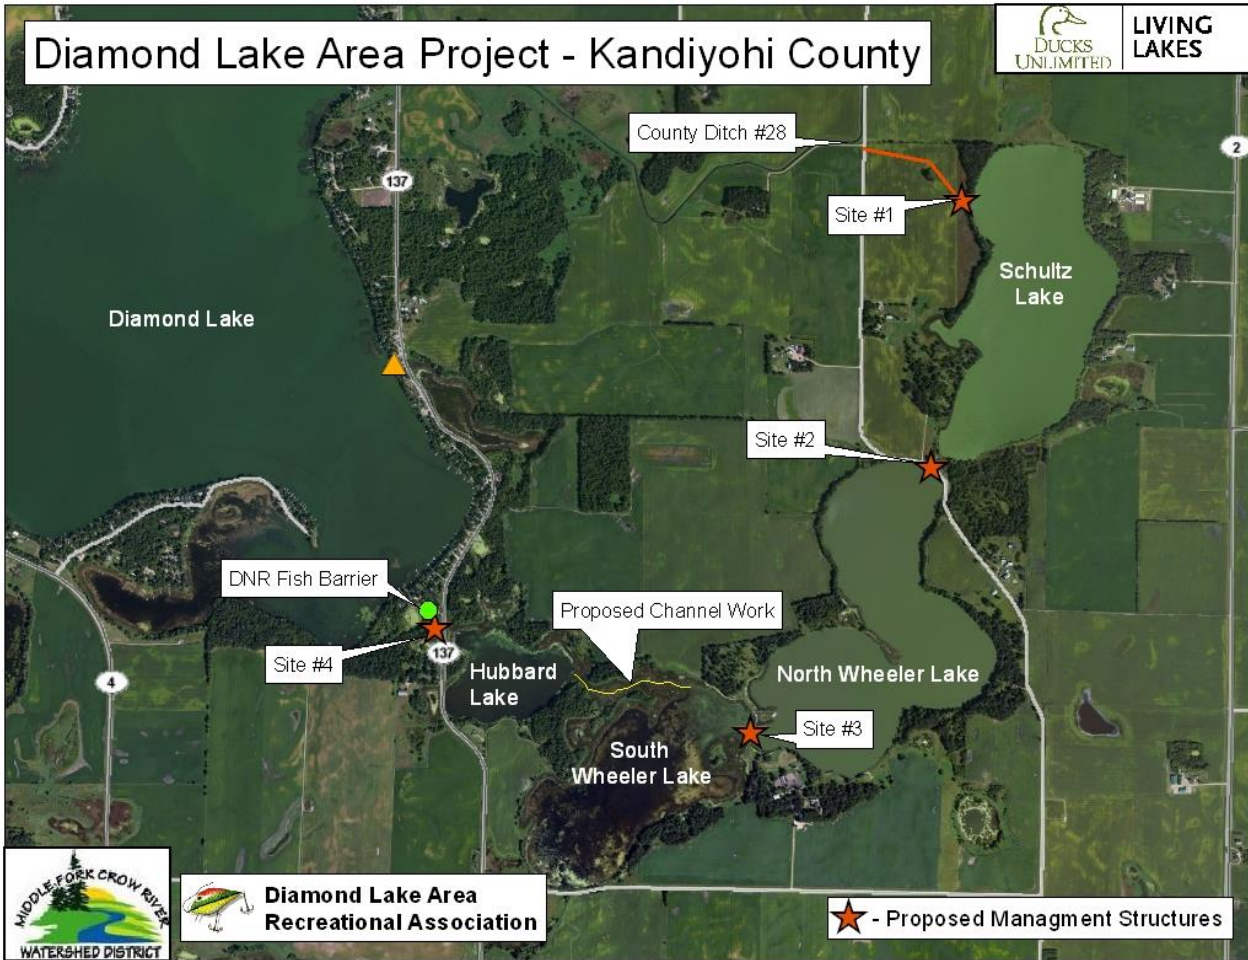 Diamond Lake Area Project - Kandiyohi County
DUCKS
UNLIMITED
LIVING
LAKES
County Ditch #28
2
137
Site #1
Schultz
Lake
Diamond Lake
Site #2
DNR Fish Barrier
Proposed Channel Work
Site #4
137
Hubbard
Lake
North Wheeler Lake
4
Site #3
South
Wheeler Lake
MIDDLE FORK CROW RIVER
WATERSHED DISTRICT
Diamond Lake Area
Recreational Association
- Proposed Managment Structures